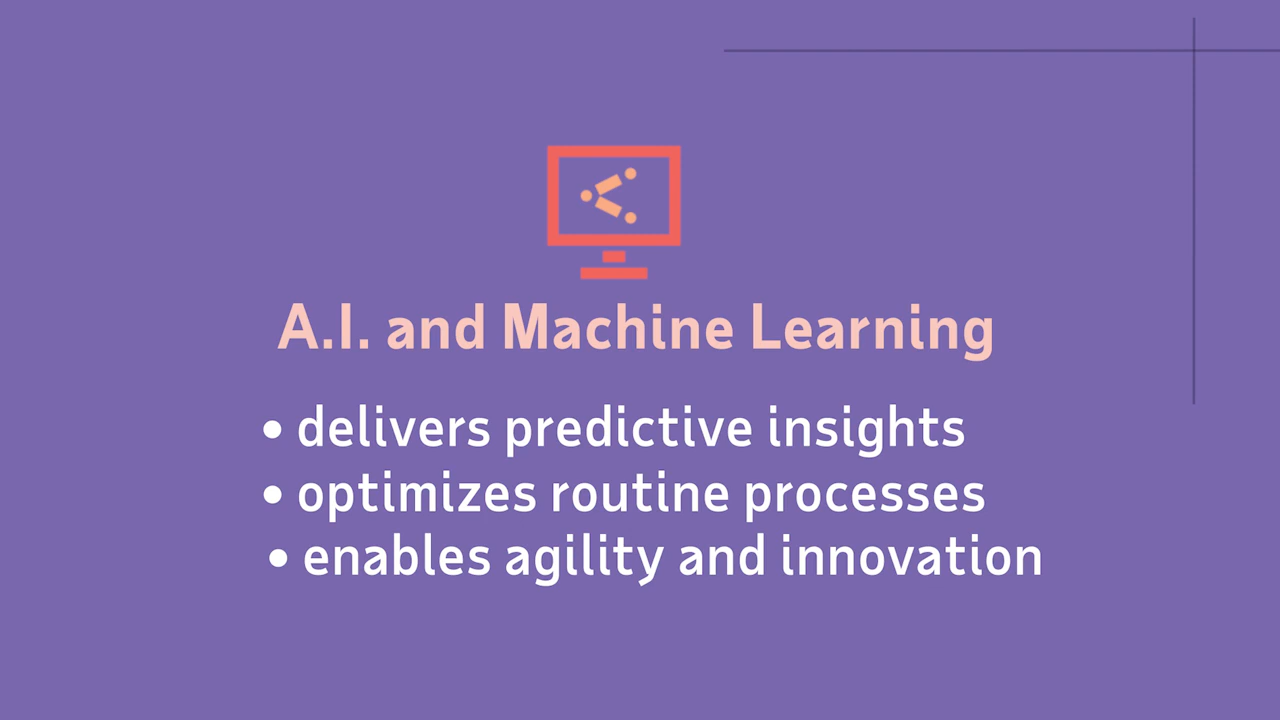 A.I. and Machine Learning
• delivers predictive insights
• optimizes routine processes
• enables agility and innovation